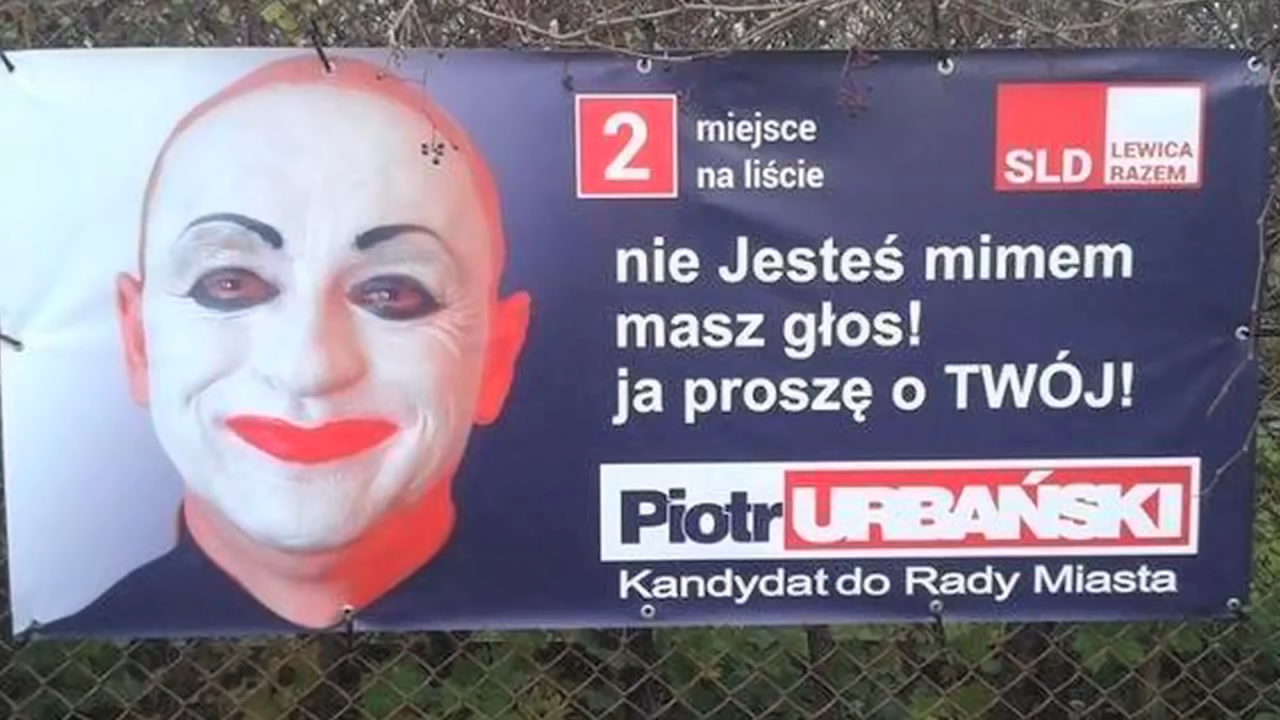 2
miejsce
na liście
SLD
LEWICA
RAZEM
nie Jesteś mimem
masz głos!
ja proszę o TWÓJ!
Piotr URBAŃSKI
Kandydat do Rady Miasta